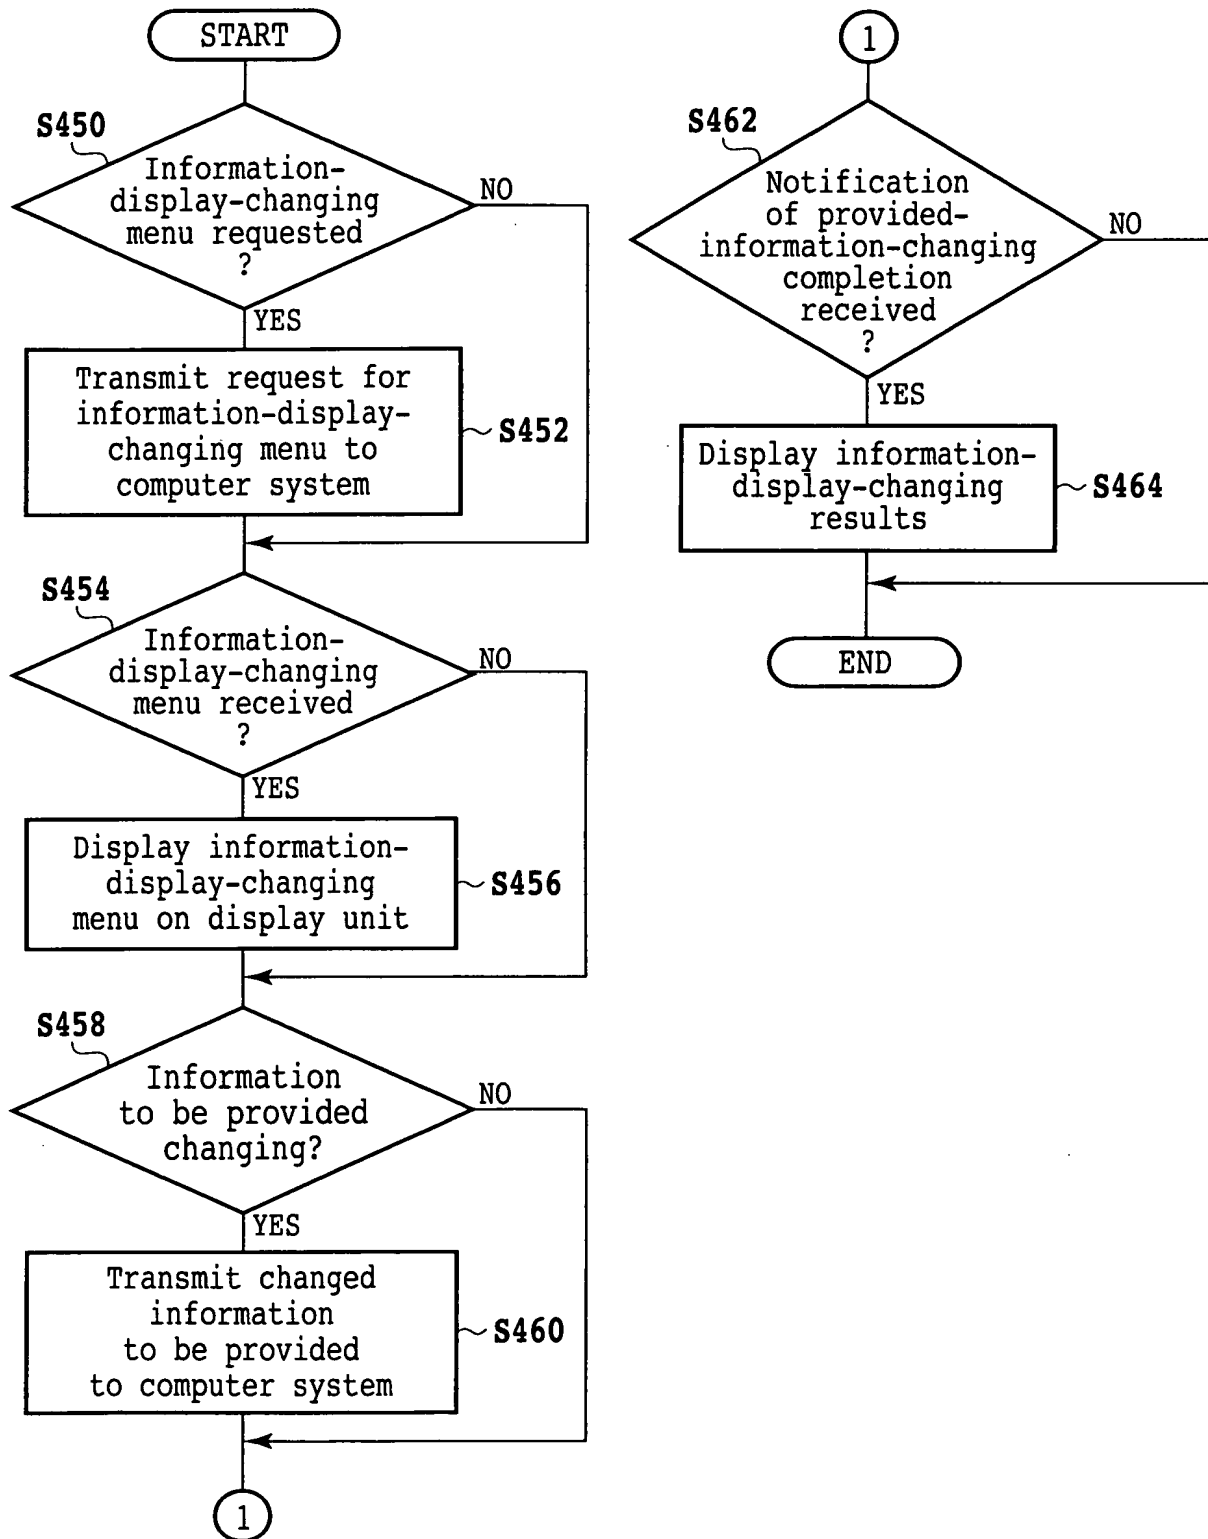 START
S450
Information-
display-changing
menu requested
?
NO
YES
Transmit request for
information-display-
changing menu to
computer system
S452
S454
Information-
display-changing
menu received
?
NO
YES
Display information-
display-changing
menu on display unit
S456
S458
Information
to be provided
changing?
NO
YES
Transmit changed
information
to be provided
to computer system
S460
1
1
S462
Notification
of provided-
information-changing
completion
received
?
NO
YES
Display information-
display-changing
results
S464
END